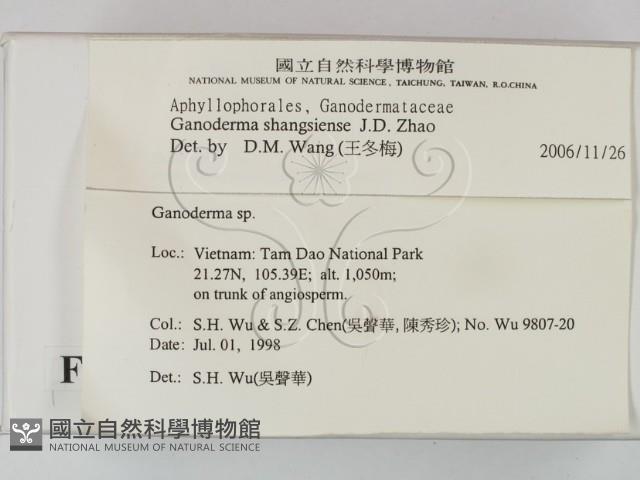 國立自然科學博物館
NATIONAL MUSEUM OF NATURAL SCIENCE, TAICHUNG, TAIWAN, R.O.CHINA
Aphyllophorales, Ganodermataceae
Ganoderma shangsiense J.D. Zhao
Det. by D.M. Wang (王冬梅)
2006/11/26
Ganoderma sp.
Loc.: Vietnam: Tam Dao National Park
21.27N, 105.39E; alt. 1,050m;
on trunk of angiosperm.
Col.: S.H. Wu & S.Z. Chen(吳聲華, 陳秀珍); No. Wu 9807-20
Date: Jul. 01, 1998
Det.: S.H. Wu(吳聲華)
F
國立自然科學博物館
NATIONAL MUSEUM OF NATURAL SCIENCE